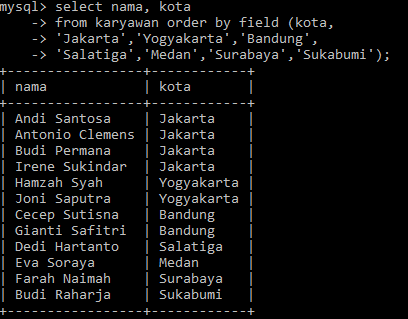 mysql> select nama, kota
    -> from karyawan order by field (kota,
    -> 'Jakarta','Yogyakarta','Bandung',
    -> 'Salatiga','Medan','Surabaya','Sukabumi');
+-----------------+------------+
| nama            | kota       |
+-----------------+------------+
| Andi Santosa    | Jakarta    |
| Antonio Clemens | Jakarta    |
| Budi Permana    | Jakarta    |
| Irene Sukindar  | Jakarta    |
| Hamzah Syah     | Yogyakarta |
| Joni Saputra    | Yogyakarta |
| Cecep Sutisna   | Bandung    |
| Gianti Safitri  | Bandung    |
| Dedi Hartanto   | Salatiga   |
| Eva Soraya      | Medan      |
| Farah Naimah    | Surabaya   |
| Budi Raharja    | Sukabumi   |
+-----------------+------------+